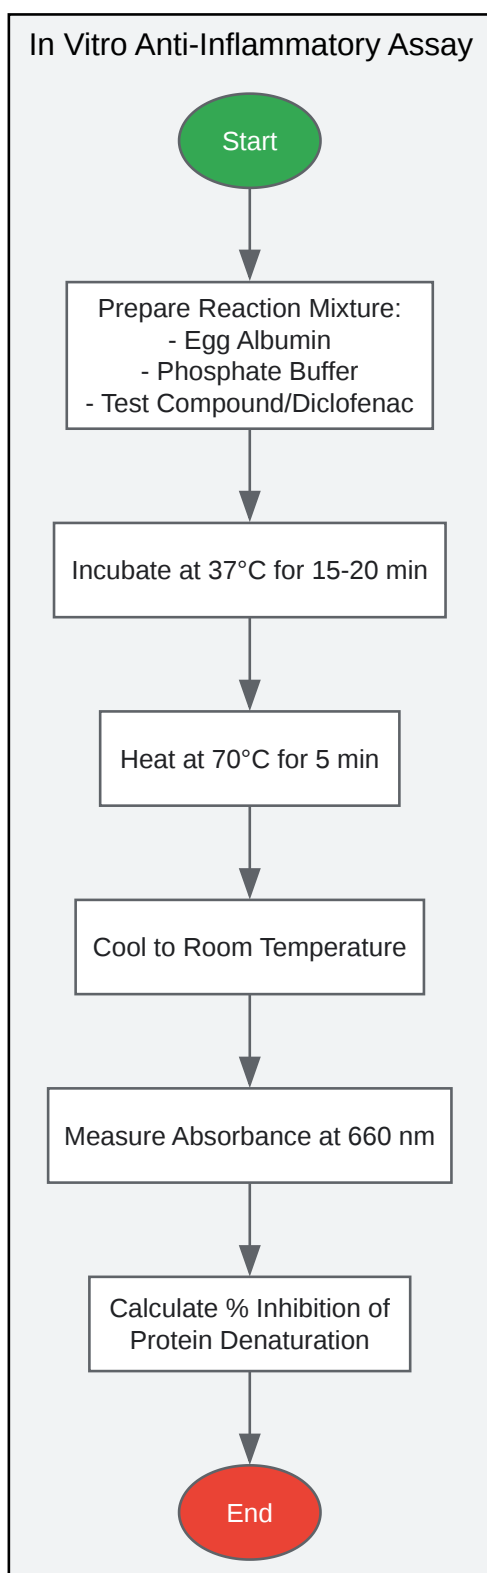 In Vitro Anti-Inflammatory Assay
Start
Prepare Reaction Mixture:
- Egg Albumin
- Phosphate Buffer
- Test Compound/Diclofenac
Incubate at 37°C for 15-20 min
Heat at 70°C for 5 min
Cool to Room Temperature
Measure Absorbance at 660 nm
Calculate % Inhibition of
Protein Denaturation
End